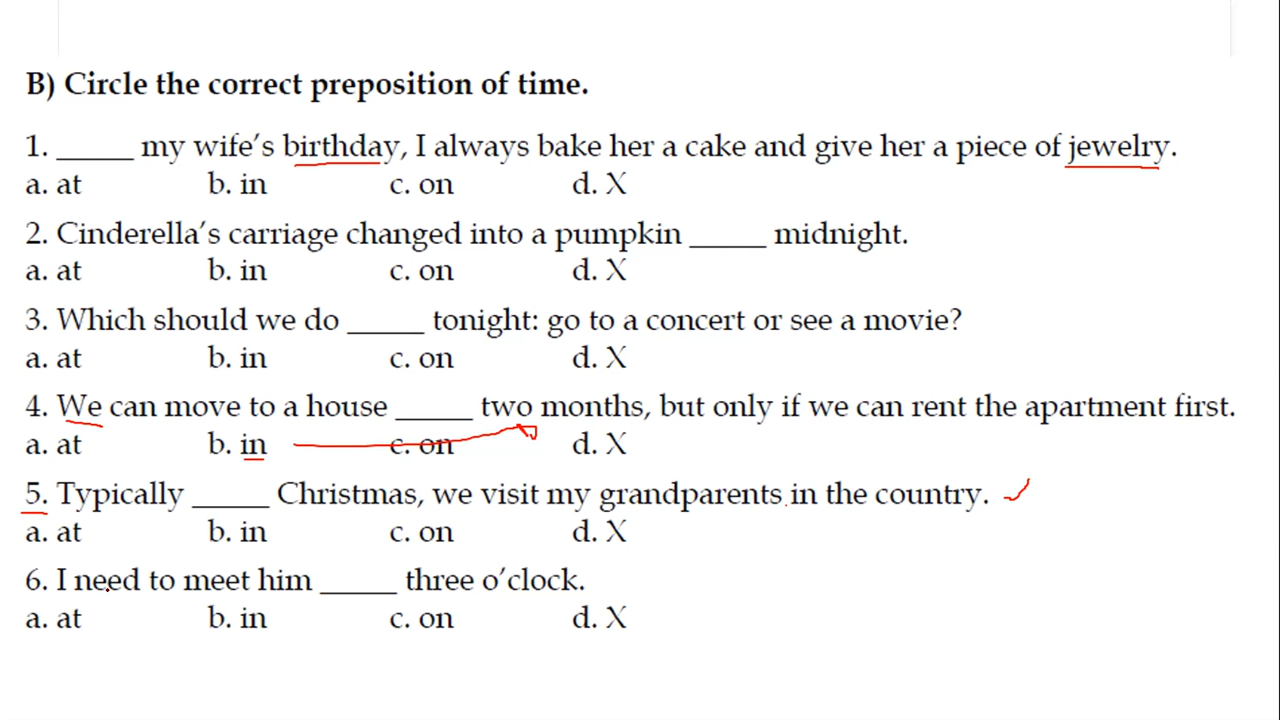 B) Circle the correct preposition of time.
1. _____ my wife's birthday, I always bake her a cake and give her a piece of jewelry.
a. at b. in c. on d. X
2. Cinderella's carriage changed into a pumpkin _____ midnight.
a. at b. in c. on d. X
3. Which should we do _____ tonight: go to a concert or see a movie?
a. at b. in c. on d. X
4. We can move to a house _____ two months, but only if we can rent the apartment first.
a. at b. in c. on d. X
5. Typically _____ Christmas, we visit my grandparents in the country.
a. at b. in c. on d. X
6. I need to meet him _____ three o'clock.
a. at b. in c. on d. X